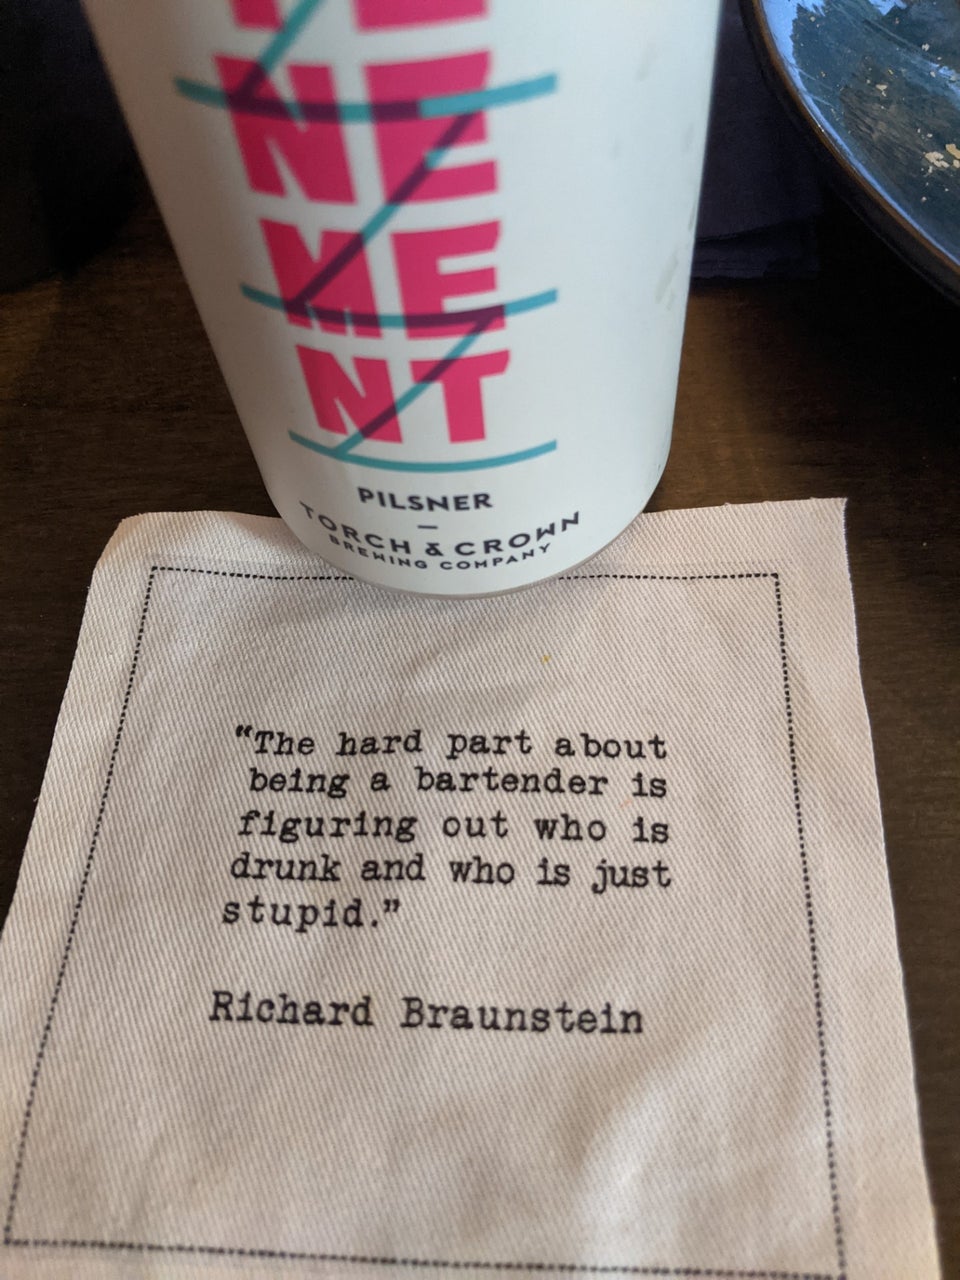 NE
ME
NT
PILSNER
TORCH & CROWN
BREWING COMPANY
“The hard part about
being a bartender is
figuring out who is
drunk and who is just
stupid.”
Richard Braunstein